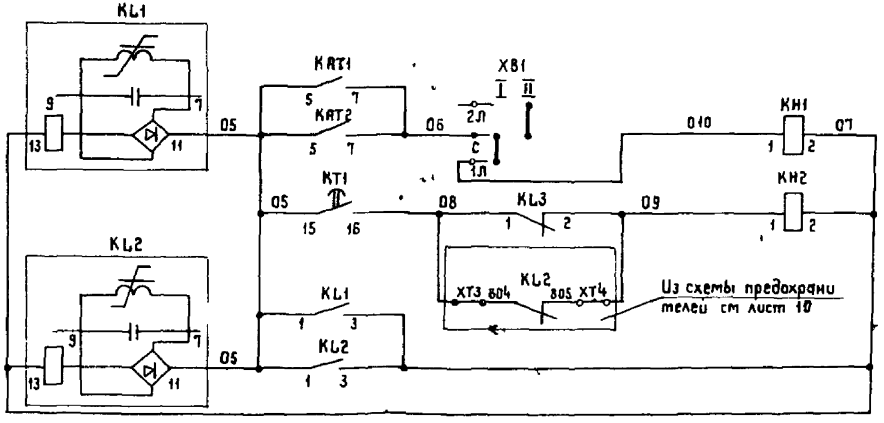 KL1
9 7
13 11 05
KAT1
5 7
KAT2
5 7
06
XB1
I II
2Л
С
1Л
010
KH1
1 2
07
KT1
05
15 16
08
KL3
1 2
09
KH2
1 2
KL2
XT3 804 805 XT4
Из схемы предохрани
телей см лист 10
KL2
9 7
13 11 05
KL1
1 3
KL2
1 3